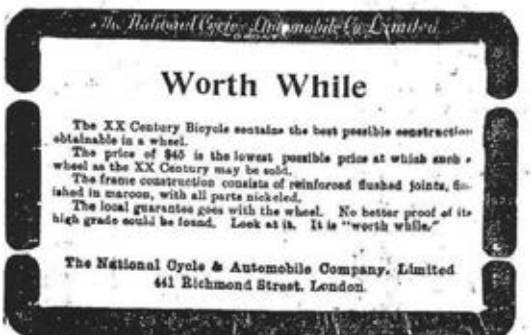 The National Cycle & Automobile Co. Limited
Worth While
The XX Century Bicycle contains the best possible construction
obtainable in a wheel.
The price of $45 is the lowest possible price at which such a
wheel as the XX Century may be sold.
The frame construction consists of reinforced flushed joints, fin-
ished in maroon, with all parts nickeled.
The local guarantee goes with the wheel. No better proof of its
high grade could be found. Look at it. It is "worth while."
The National Cycle & Automobile Company, Limited
441 Richmond Street, London.